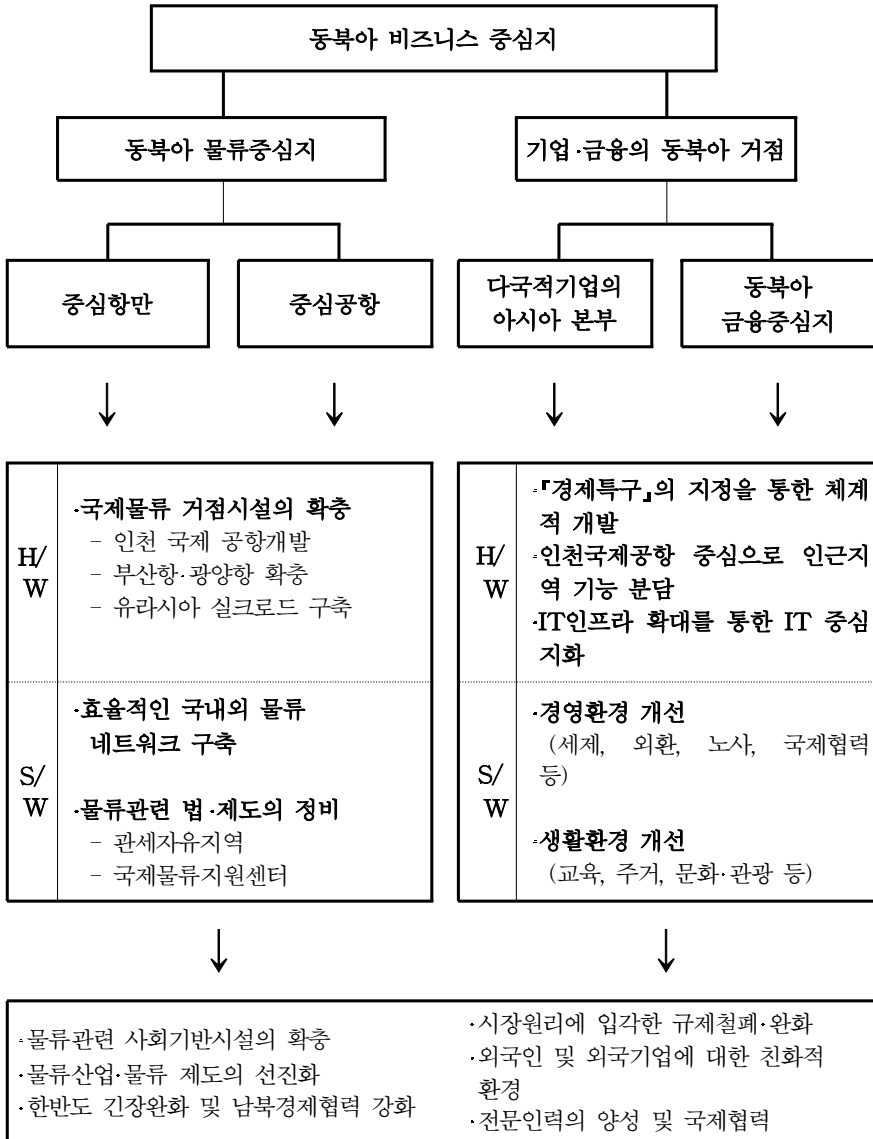 동북아 비즈니스 중심지
동북아 물류중심지
기업·금융의 동북아 거점
중심항만
중심공항
다국적기업의
아시아 본부
동북아
금융중심지
↓ ↓ ↓ ↓
H/
W
·국제물류 거점시설의 확충
- 인천 국제 공항개발
- 부산항·광양항 확충
- 유라시아 실크로드 구축
S/
W
·효율적인 국내외 물류
네트워크 구축
·물류관련 법·제도의 정비
- 관세자유지역
- 국제물류지원센터
H/
W
·『경제특구』의 지정을 통한 체계
적 개발
·인천국제공항 중심으로 인근지
역 기능 분담
·IT인프라 확대를 통한 IT 중심
지화
S/
W
·경영환경 개선
(세제, 외환, 노사, 국제협력
등)
·생활환경 개선
(교육, 주거, 문화·관광 등)
↓ ↓
·물류관련 사회기반시설의 확충
·물류산업·물류 제도의 선진화
·한반도 긴장완화 및 남북경제협력 강화
·시장원리에 입각한 규제철폐·완화
·외국인 및 외국기업에 대한 친화적
환경
·전문인력의 양성 및 국제협력